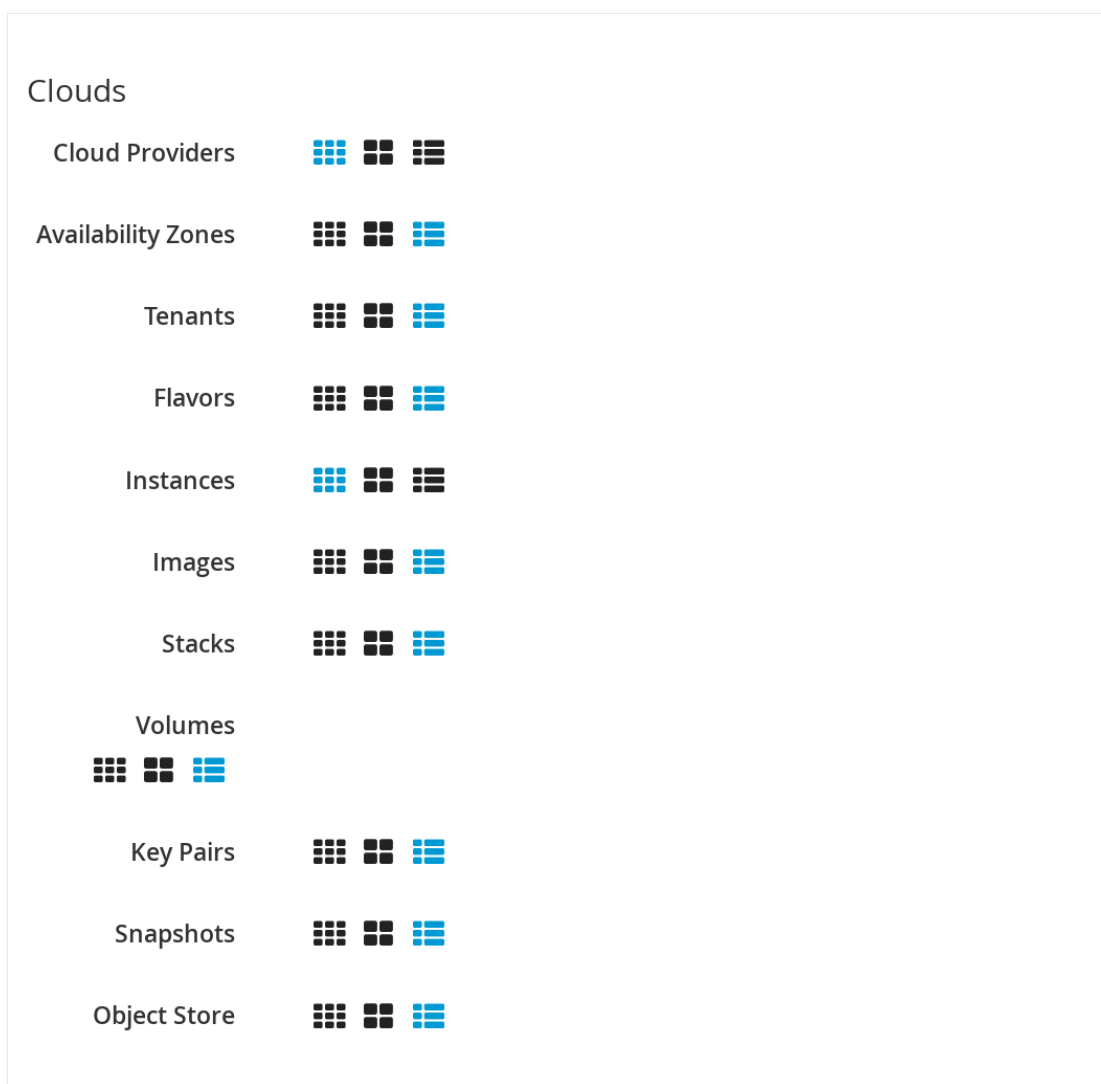 Clouds
Cloud Providers
Availability Zones
Tenants
Flavors
Instances
Images
Stacks
Volumes
Key Pairs
Snapshots
Object Store